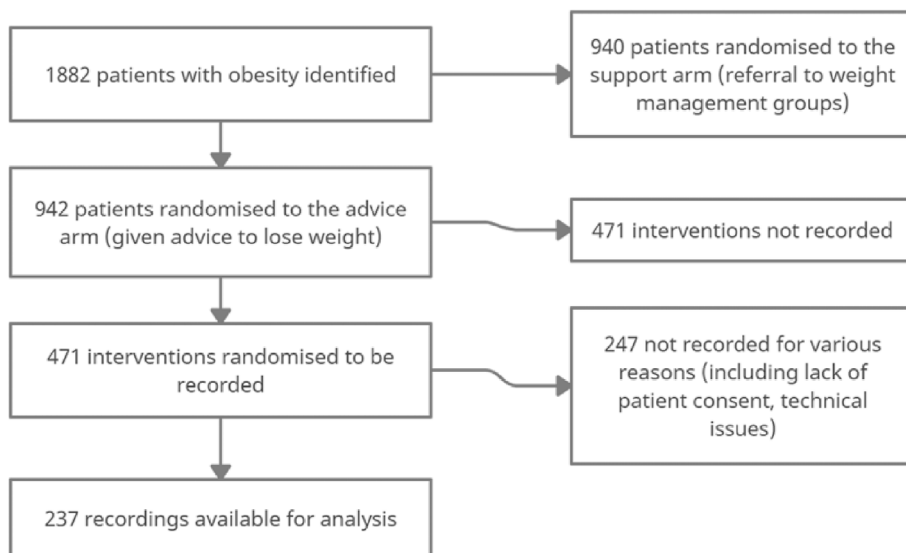 1882 patients with obesity identified
940 patients randomised to the
support arm (referral to weight
management groups)
942 patients randomised to the advice
arm (given advice to lose weight)
471 interventions not recorded
471 interventions randomised to be
recorded
247 not recorded for various
reasons (including lack of
patient consent, technical
issues)
237 recordings available for analysis